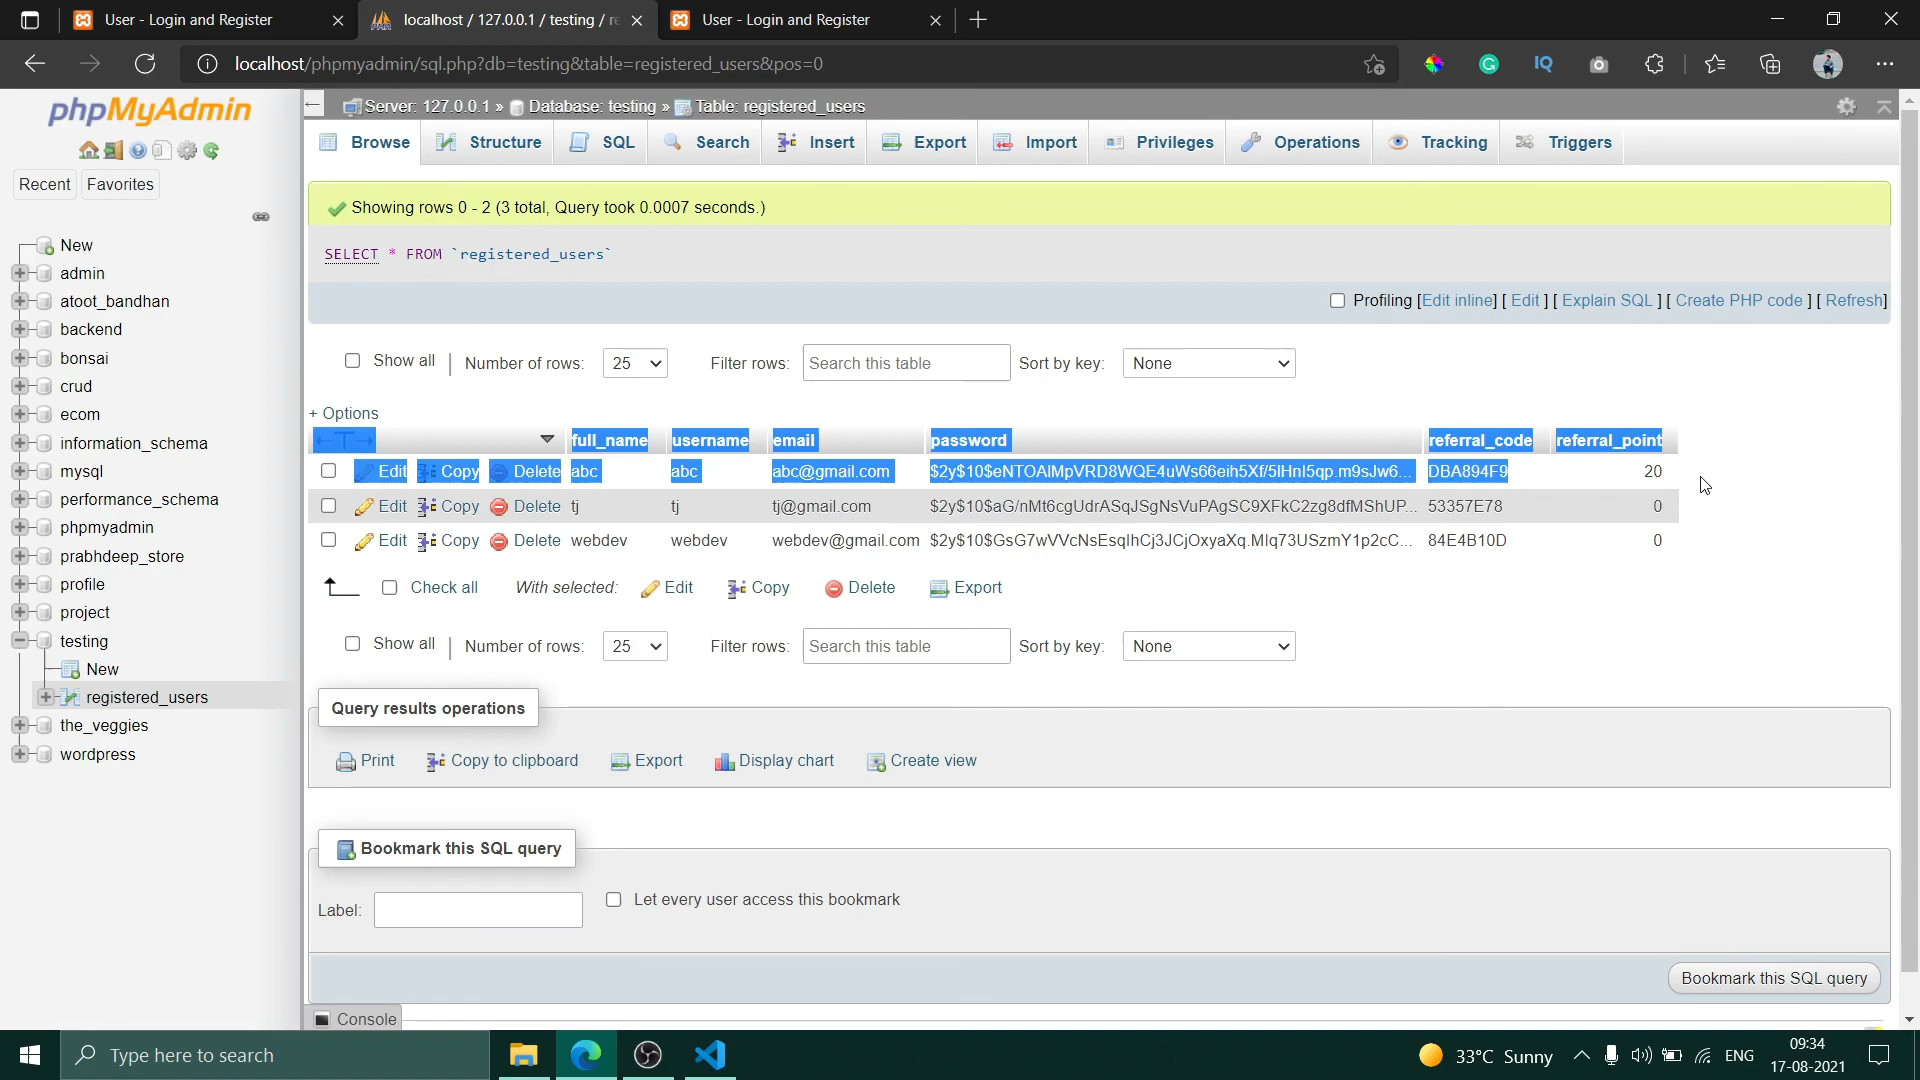 User - Login and Register
localhost / 127.0.0.1 / testing / re
User - Login and Register
localhost/phpmyadmin/sql.php?db=testing&table=registered_users&pos=0
phpMyAdmin
Recent Favorites
New
admin
atoot_bandhan
backend
bonsai
crud
ecom
information_schema
mysql
performance_schema
phpmyadmin
prabhdeep_store
profile
project
testing
New
registered_users
the_veggies
wordpress
Server: 127.0.0.1 » Database: testing » Table: registered_users
Browse Structure SQL Search Insert Export Import Privileges Operations Tracking Triggers
Showing rows 0 - 2 (3 total, Query took 0.0007 seconds.)
SELECT * FROM `registered_users`
Profiling [Edit inline] [ Edit ] [ Explain SQL ] [ Create PHP code ] [ Refresh]
Show all | Number of rows: 25 Filter rows: Search this table Sort by key: None
+ Options
←T→ full_name username email password referral_code referral_point
Edit Copy Delete abc abc abc@gmail.com $2y$10$eNTOAlMpVRD8WQE4uWs66eih5Xf/5lHnI5qp.m9sJw6... DBA894F9 20
Edit Copy Delete tj tj tj@gmail.com $2y$10$aG/nMt6cgUdrASqJSgNsVuPAgSC9XFkC2zg8dfMShUP... 53357E78 0
Edit Copy Delete webdev webdev webdev@gmail.com $2y$10$GsG7wVVcNsEsqlhCj3JCjOxyaXq.Mlq73USzmY1p2cC... 84E4B10D 0
Check all With selected: Edit Copy Delete Export
Show all | Number of rows: 25 Filter rows: Search this table Sort by key: None
Query results operations
Print Copy to clipboard Export Display chart Create view
Bookmark this SQL query
Label: Let every user access this bookmark
Bookmark this SQL query
Console
Type here to search
33°C Sunny ENG
09:34
17-08-2021